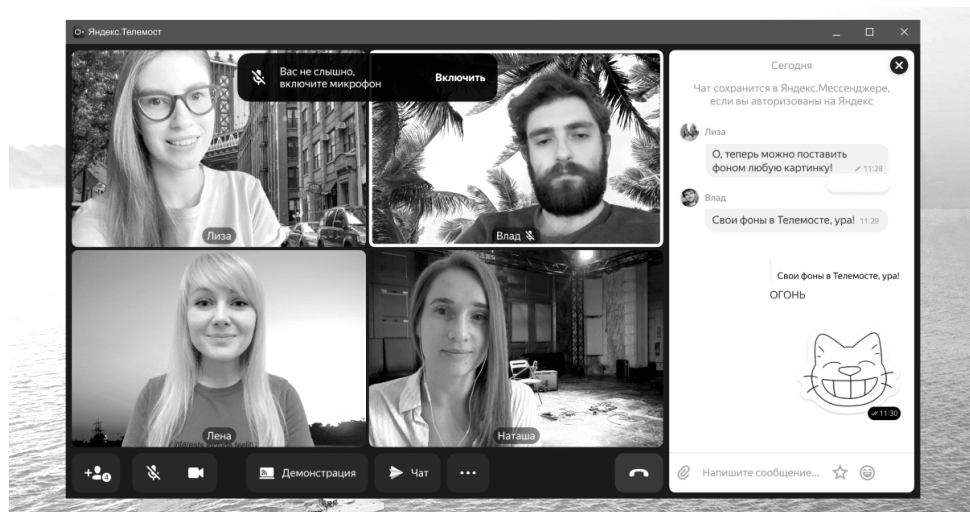 Яндекс.Телемост
Вас не слышно,
включите микрофон
Включить
Лиза
Влад
Лена
Наташа
4
Демонстрация
Чат
Сегодня
Чат сохранится в Яндекс.Мессенджере,
если вы авторизованы на Яндекс
Лиза
О, теперь можно поставить
фоном любую картинку! 11:28
Влад
Свои фоны в Телемосте, ура! 11:29
Свои фоны в Телемосте, ура!
ОГОНЬ
11:30
Напишите сообщение...